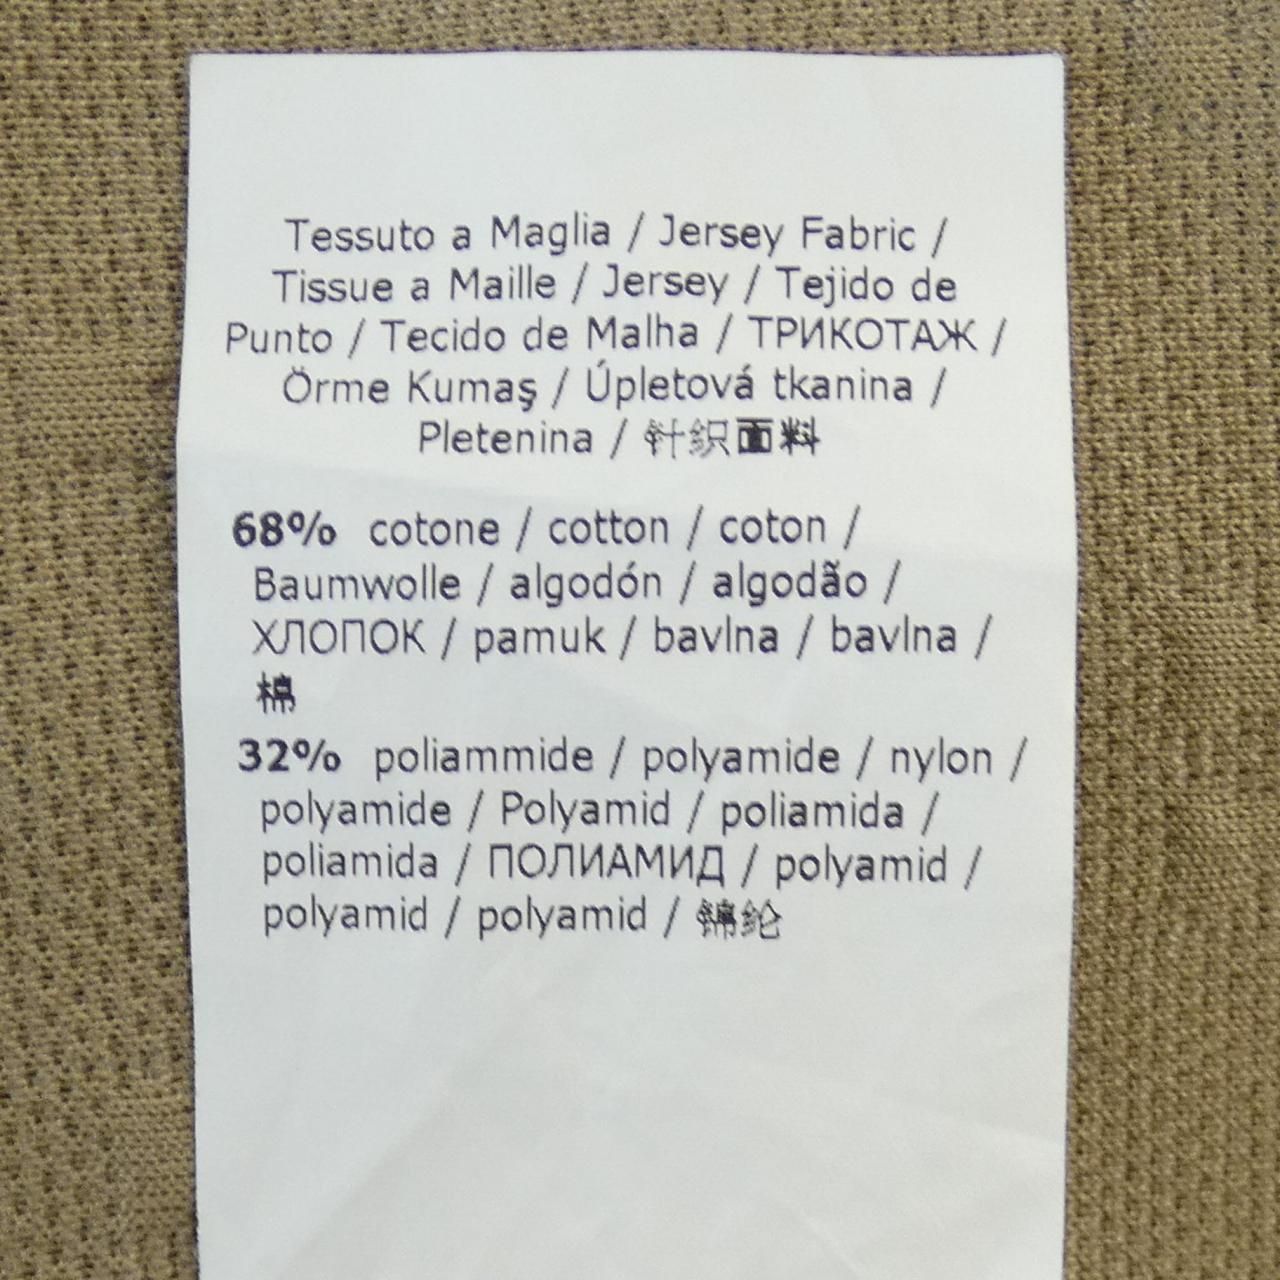 Tessuto a Maglia / Jersey Fabric /
Tissue a Maille / Jersey / Tejido de
Punto / Tecido de Malha / ТРИКОТАЖ /
Örme Kumaş / Úpletová tkanina /
Pletenina / 针织面料
68% cotone / cotton / coton /
Baumwolle / algodón / algodão /
ХЛОПОК / pamuk / bavlna / bavlna /
棉
32% poliammide / polyamide / nylon /
polyamide / Polyamid / poliamida /
poliamida / ПОЛИАМИД / polyamid /
polyamid / polyamid / 锦纶